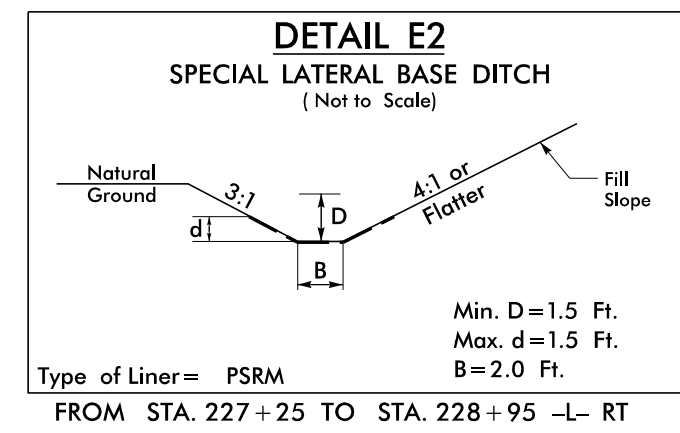 DETAIL E2
SPECIAL LATERAL BASE DITCH
( Not to Scale)
Natural
Ground
3:1
D
4:1 or
Flatter
Fill
Slope
d
B
Min. D=1.5 Ft.
Max. d=1.5 Ft.
B=2.0 Ft.
Type of Liner= PSRM
FROM STA. 227+25 TO STA. 228+95 -L- RT